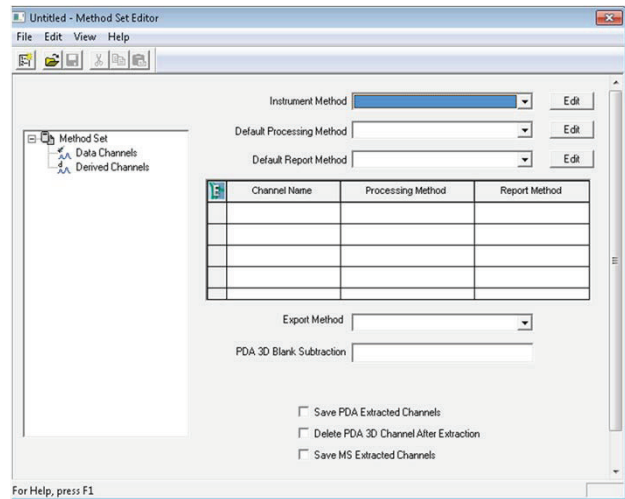 Untitled - Method Set Editor
File Edit View Help
Instrument Method Edit
Method Set
Data Channels
Derived Channels
Default Processing Method Edit
Default Report Method Edit
Channel Name Processing Method Report Method
Export Method
PDA 3D Blank Subtraction
Save PDA Extracted Channels
Delete PDA 3D Channel After Extraction
Save MS Extracted Channels
For Help, press F1